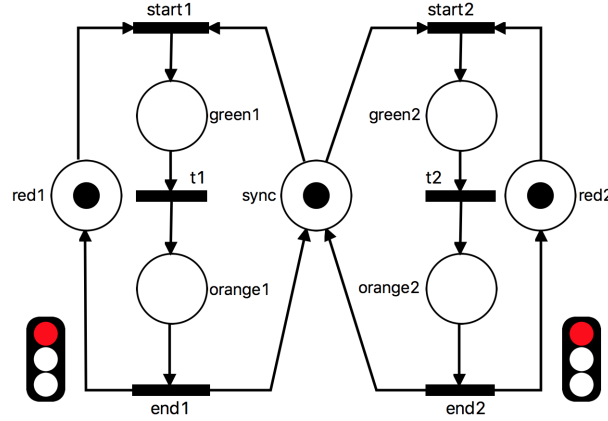 start1
start2
green1
green2
t1
t2
red1
sync
red2
orange1
orange2
end1
end2